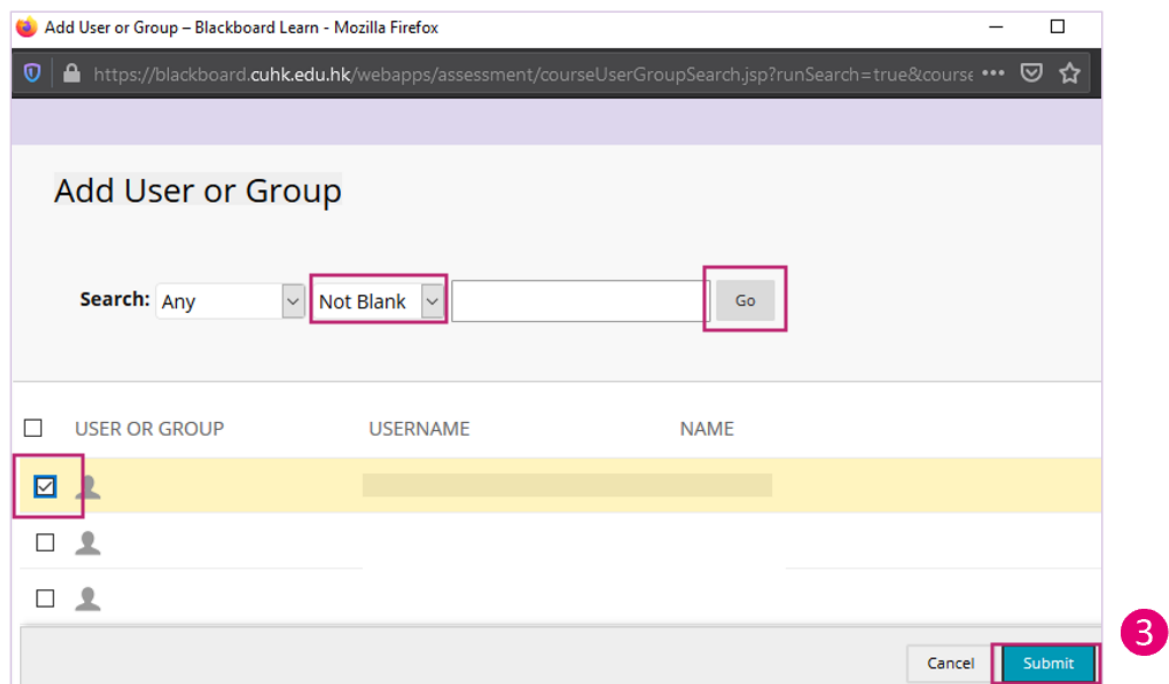 Add User or Group – Blackboard Learn - Mozilla Firefox
https://blackboard.cuhk.edu.hk/webapps/assessment/courseUserGroupSearch.jsp?runSearch=true&course
Add User or Group
Search: Any Not Blank Go
USER OR GROUP USERNAME NAME
3
Cancel Submit